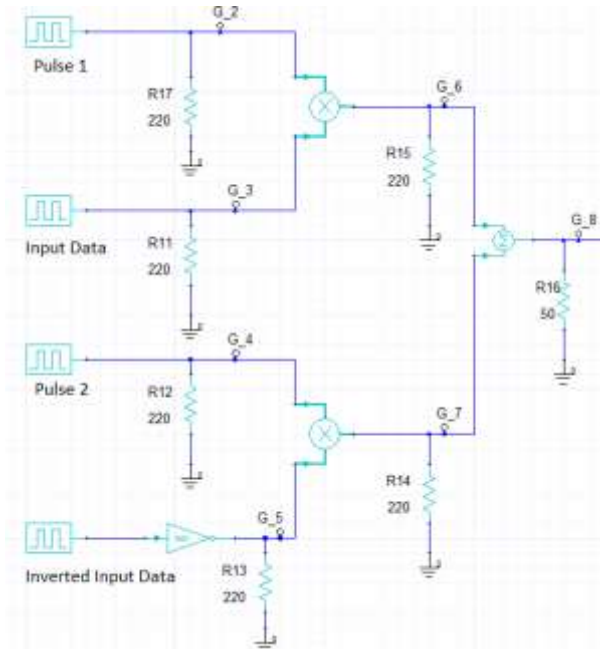 G_2
Pulse 1
R17
220
G_6
R15
220
G_3
Input Data
R11
220
G_8
R16
50
G_4
Pulse 2
R12
220
G_7
R14
220
G_5
Inverted Input Data
R13
220